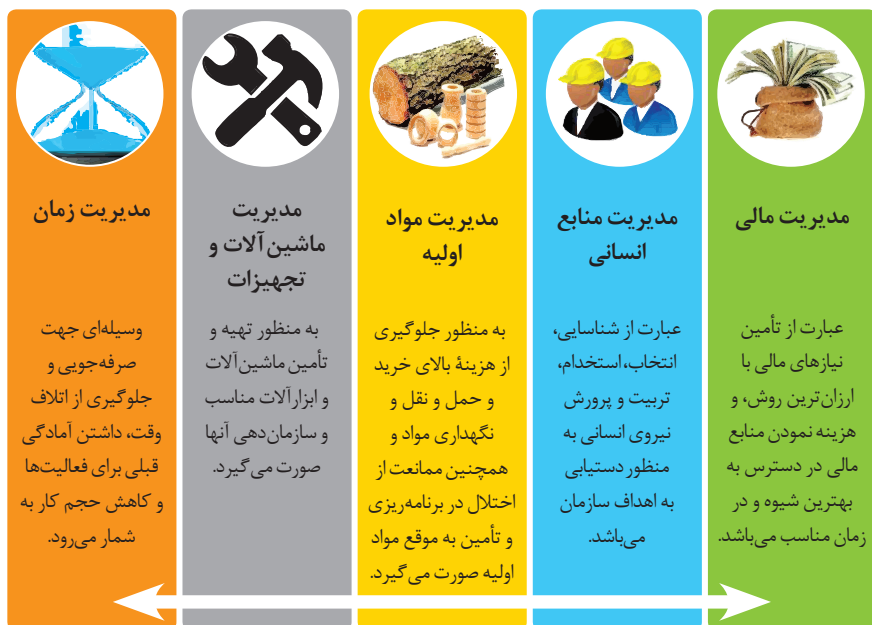 مدیریت مالی
عبارت از تأمین
نیازهای مالی با
ارزان‌ترین روش، و
هزینه نمودن منابع
مالی در دسترس به
بهترین شیوه و در
زمان مناسب می‌باشد.
مدیریت منابع
انسانی
عبارت از شناسایی،
انتخاب، استخدام،
تربیت و پرورش
نیروی انسانی به
منظور دستیابی
به اهداف سازمان
می‌باشد.
مدیریت مواد
اولیه
به منظور جلوگیری
از هزینهٔ بالای خرید
و حمل و نقل و
نگهداری مواد و
همچنین ممانعت از
اختلال در برنامه‌ریزی
و تأمین به موقع مواد
اولیه صورت می‌گیرد.
مدیریت
ماشین‌آلات و
تجهیزات
به منظور تهیه و
تأمین ماشین‌آلات
و ابزارآلات مناسب
و سازمان‌دهی آنها
صورت می‌گیرد.
مدیریت زمان
وسیله‌ای جهت
صرفه‌جویی و
جلوگیری از اتلاف
وقت، داشتن آمادگی
قبلی برای فعالیت‌ها
و کاهش حجم کار به
شمار می‌رود.